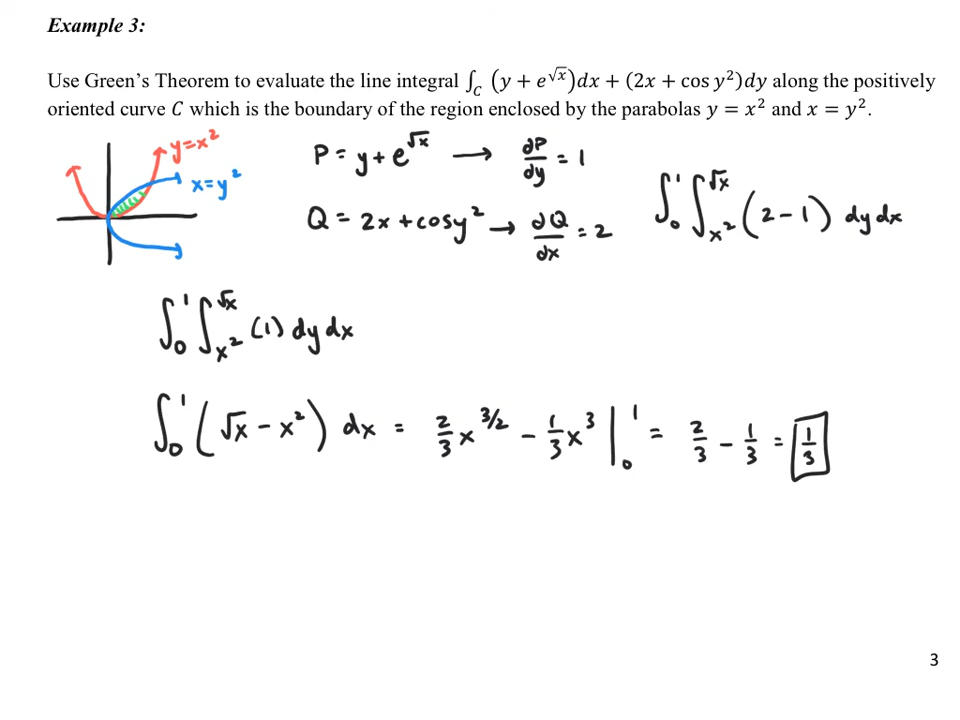 Example 3:
Use Green's Theorem to evaluate the line integral ∫_C (y + e^√x)dx + (2x + cos y²)dy along the positively
oriented curve C which is the boundary of the region enclosed by the parabolas y = x² and x = y².
y=x²
x=y²
P = y + e^√x → ∂P/∂y = 1
Q = 2x + cosy² → ∂Q/∂x = 2
∫₀¹ ∫_{x²}^{√x} (2-1) dy dx
∫₀¹ ∫_{x²}^{√x} (1) dy dx
∫₀¹ (√x - x²) dx = 2/3 x^{3/2} - 1/3 x³ |₀¹ = 2/3 - 1/3 = 1/3
3